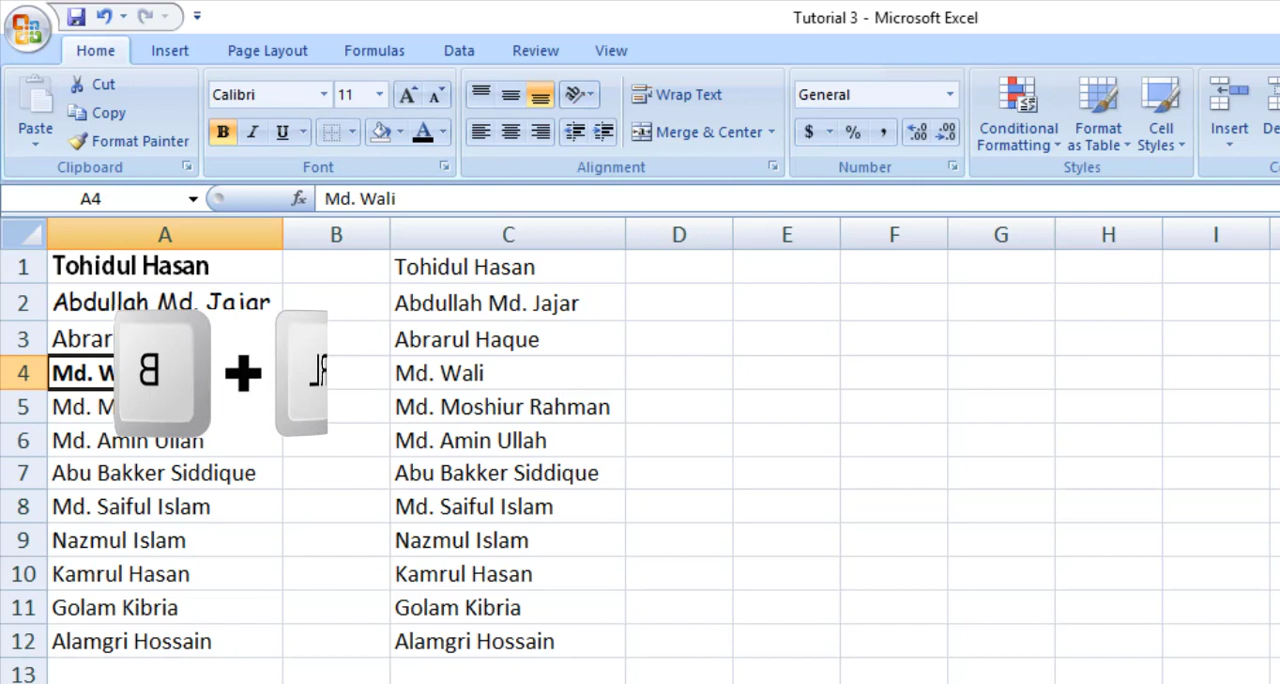 Tutorial 3 - Microsoft Excel
Home Insert Page Layout Formulas Data Review View
Paste Cut Copy Format Painter Clipboard
Calibri 11 B I U A Font
Wrap Text Merge & Center Alignment
General $ % , .00 .00 Number
Conditional Formatting Format as Table Cell Styles Styles
Insert
A4 fx Md. Wali
A B C D E F G H I
1 Tohidul Hasan Tohidul Hasan
2 Abdullah Md. Jajar Abdullah Md. Jajar
3 Abrar Abrarul Haque
4 Md. W Md. Wali
5 Md. M Md. Moshiur Rahman
6 Md. Amin Ullah Md. Amin Ullah
7 Abu Bakker Siddique Abu Bakker Siddique
8 Md. Saiful Islam Md. Saiful Islam
9 Nazmul Islam Nazmul Islam
10 Kamrul Hasan Kamrul Hasan
11 Golam Kibria Golam Kibria
12 Alamgri Hossain Alamgri Hossain
13
B +